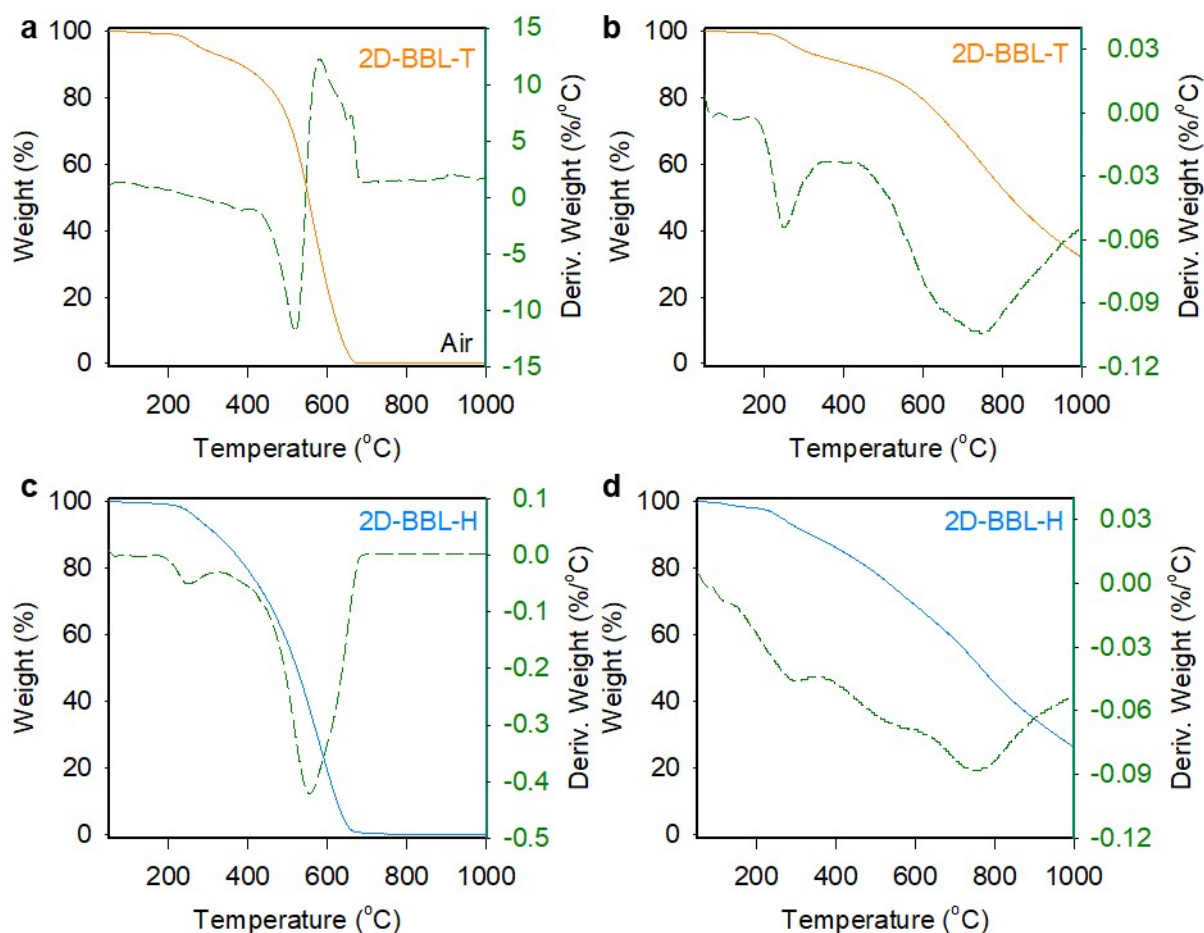 a
2D-BBL-T
Air
100
80
60
40
20
0
Weight (%)
15
10
5
0
-5
-10
-15
Deriv. Weight (%/°C)
200 400 600 800 1000
Temperature (°C)
b
2D-BBL-T
100
80
60
40
20
0
Weight (%)
0.03
0.00
-0.03
-0.06
-0.09
-0.12
Deriv. Weight (%/°C)
200 400 600 800 1000
Temperature (°C)
c
2D-BBL-H
100
80
60
40
20
0
Weight (%)
0.1
0.0
-0.1
-0.2
-0.3
-0.4
-0.5
Deriv. Weight (%/°C)
200 400 600 800 1000
Temperature (°C)
d
2D-BBL-H
100
80
60
40
20
0
Weight (%)
0.03
0.00
-0.03
-0.06
-0.09
-0.12
Deriv. Weight (%/°C)
200 400 600 800 1000
Temperature (°C)